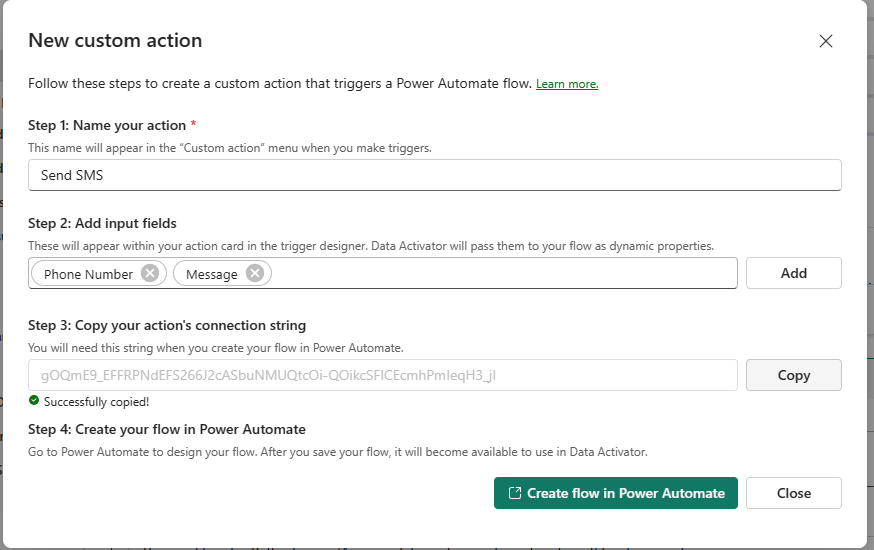 New custom action
Follow these steps to create a custom action that triggers a Power Automate flow. Learn more.
Step 1: Name your action *
This name will appear in the "Custom action" menu when you make triggers.
Send SMS
Step 2: Add input fields
These will appear within your action card in the trigger designer. Data Activator will pass them to your flow as dynamic properties.
Phone Number Message Add
Step 3: Copy your action's connection string
You will need this string when you create your flow in Power Automate.
Copy
Successfully copied!
Step 4: Create your flow in Power Automate
Go to Power Automate to design your flow. After you save your flow, it will become available to use in Data Activator.
Create flow in Power Automate Close